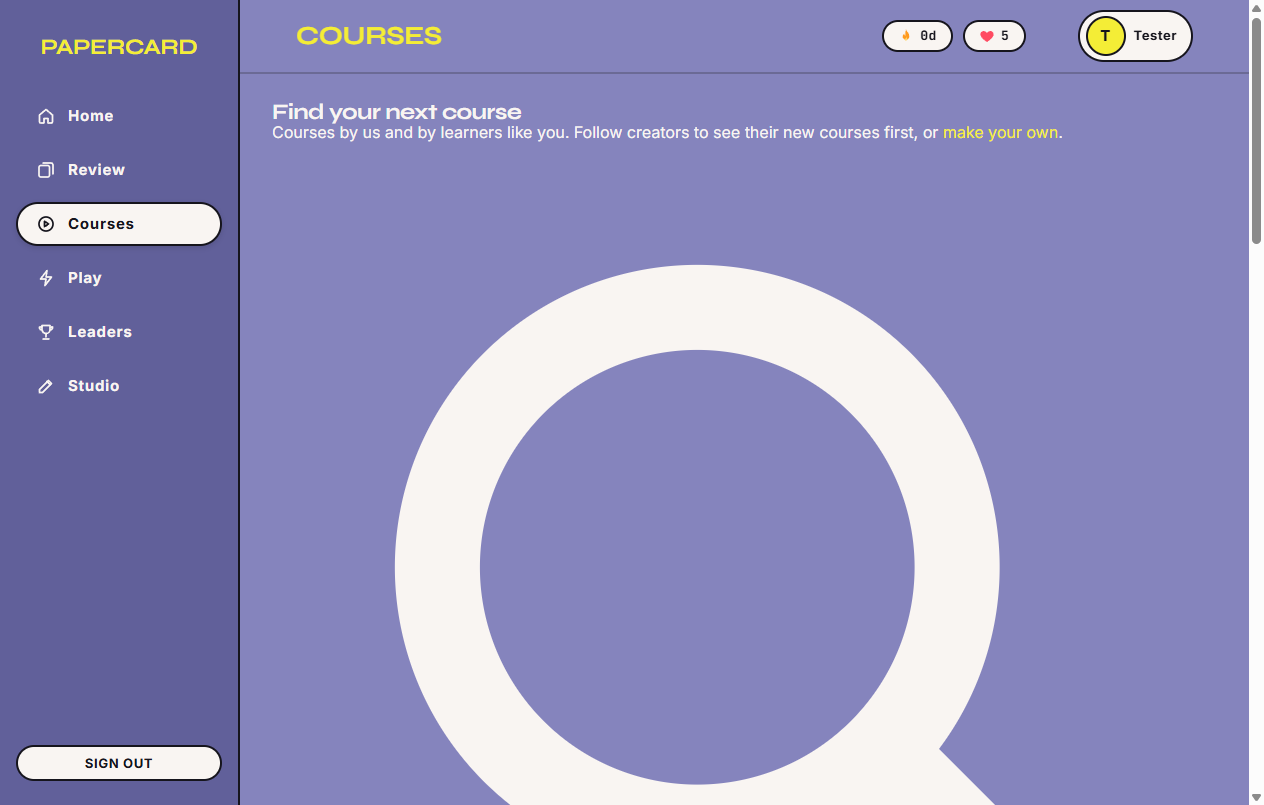 PAPERCARD
Home
Review
Courses
Play
Leaders
Studio
SIGN OUT
COURSES
0d
5
T
Tester
Find your next course
Courses by us and by learners like you. Follow creators to see their new courses first, or make your own.